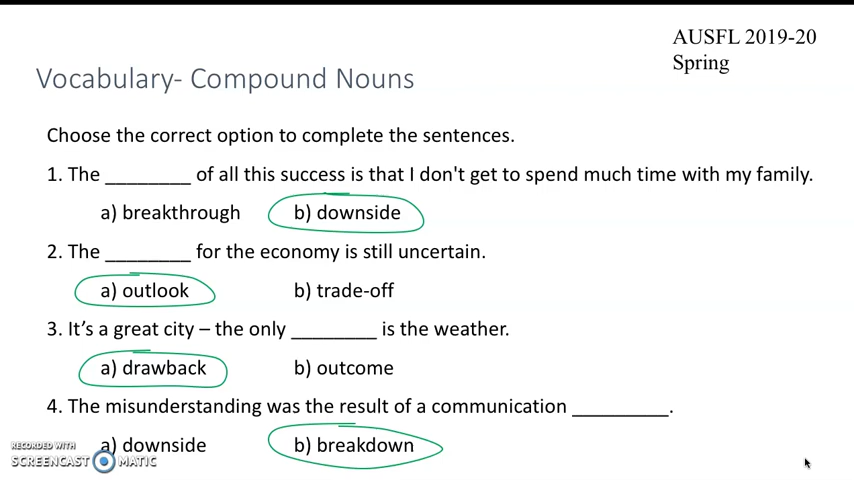 AUSFL 2019-20
Spring
Vocabulary- Compound Nouns
Choose the correct option to complete the sentences.
1. The ________ of all this success is that I don't get to spend much time with my family.
a) breakthrough b) downside
2. The ________ for the economy is still uncertain.
a) outlook b) trade-off
3. It’s a great city – the only ________ is the weather.
a) drawback b) outcome
4. The misunderstanding was the result of a communication _________.
a) downside b) breakdown
RECORDED WITH
SCREENCAST MATIC